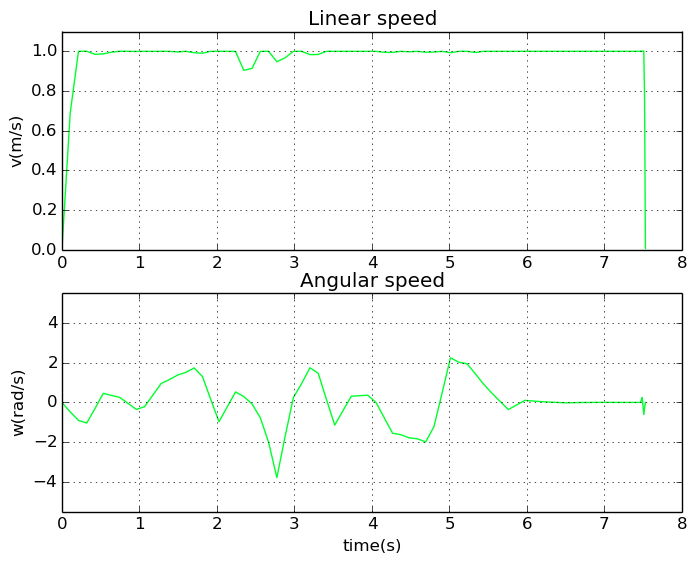 Linear speed
1.0
0.8
0.6
0.4
0.2
0.0
v(m/s)
0 1 2 3 4 5 6 7 8
Angular speed
4
2
0
−2
−4
w(rad/s)
0 1 2 3 4 5 6 7 8
time(s)